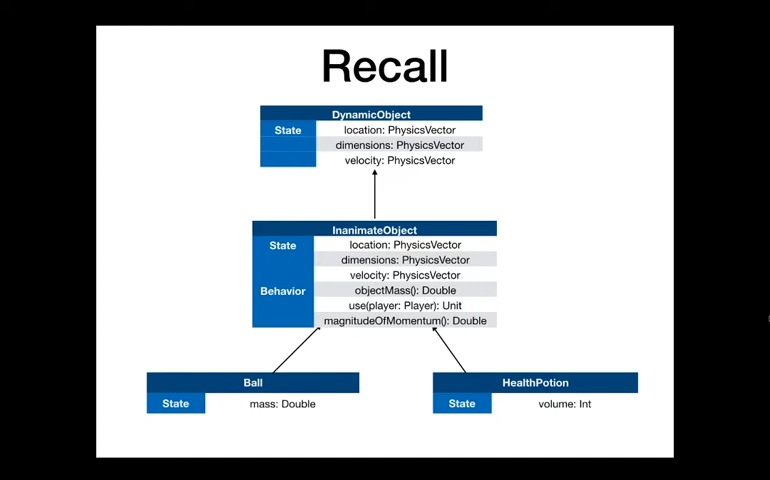 Recall
DynamicObject
State location: PhysicsVector
dimensions: PhysicsVector
velocity: PhysicsVector
InanimateObject
State location: PhysicsVector
dimensions: PhysicsVector
velocity: PhysicsVector
Behavior objectMass(): Double
use(player: Player): Unit
magnitudeOfMomentum(): Double
Ball
State mass: Double
HealthPotion
State volume: Int